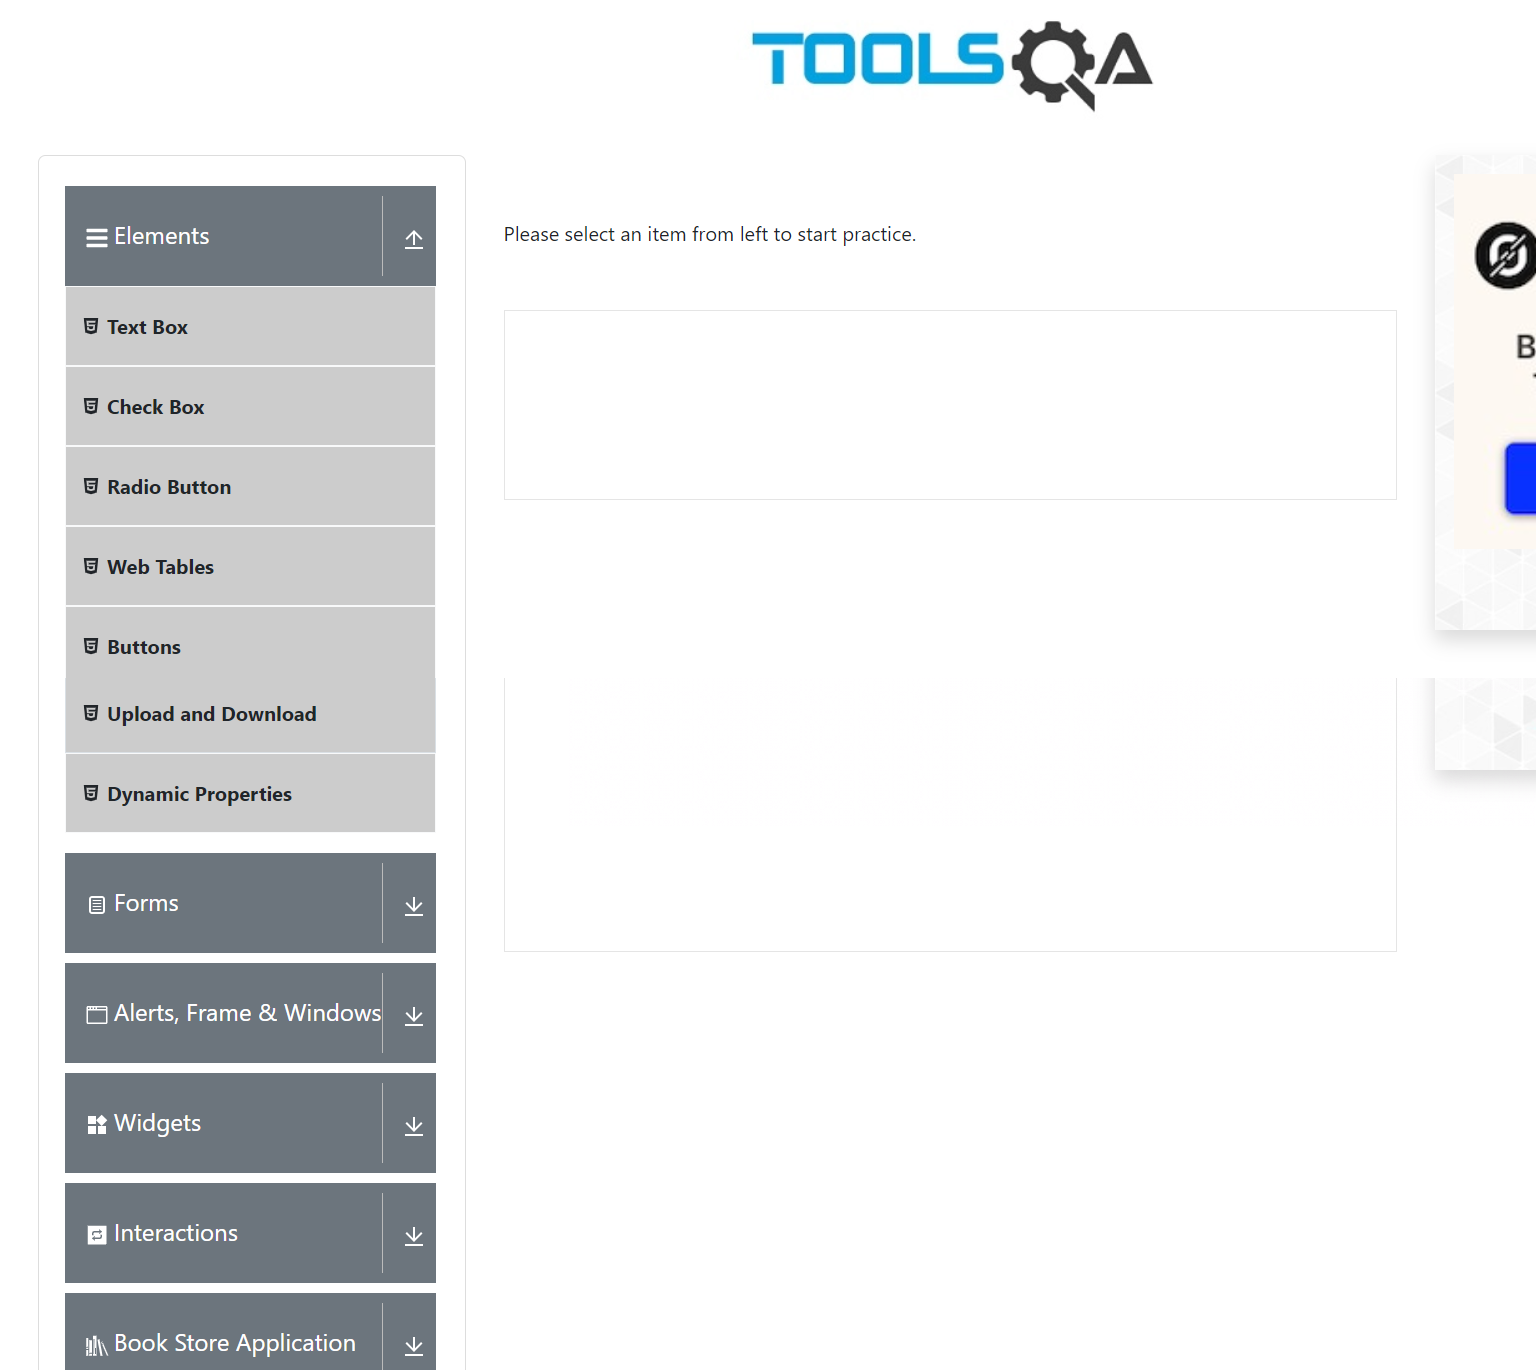 TOOLSQA
Elements
Please select an item from left to start practice.
Text Box
Check Box
Radio Button
Web Tables
Buttons
Upload and Download
Dynamic Properties
Forms
Alerts, Frame & Windows
Widgets
Interactions
Book Store Application
B